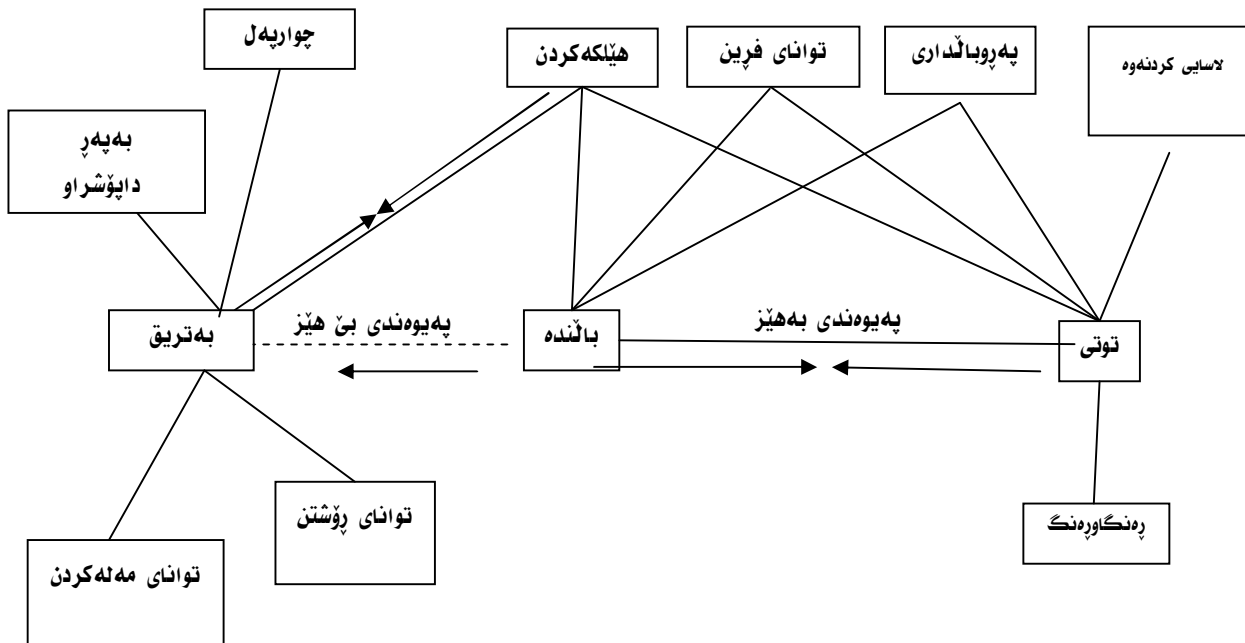 چوارپەل
هێلکەکردن
توانای فڕین
پەڕوباڵداری
لاسایی کردنەوە
بەپەڕ
داپۆشراو
پەیوەندی بێ هێز
پەیوەندی بەهێز
بەتریق
باڵندە
توتی
توانای ڕۆشتن
ڕەنگاوڕەنگ
توانای مەلەکردن